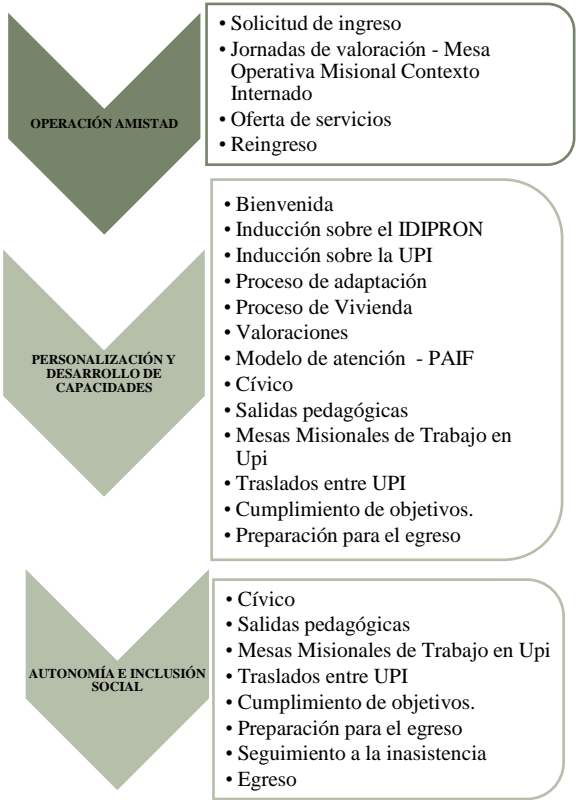 OPERACIÓN AMISTAD
• Solicitud de ingreso
• Jornadas de valoración - Mesa
Operativa Misional Contexto
Internado
• Oferta de servicios
• Reingreso
PERSONALIZACIÓN Y
DESARROLLO DE
CAPACIDADES
• Bienvenida
• Inducción sobre el IDIPRON
• Inducción sobre la UPI
• Proceso de adaptación
• Proceso de Vivienda
• Valoraciones
• Modelo de atención - PAIF
• Cívico
• Salidas pedagógicas
• Mesas Misionales de Trabajo en
Upi
• Traslados entre UPI
• Cumplimiento de objetivos.
• Preparación para el egreso
AUTONOMÍA E INCLUSIÓN
SOCIAL
• Cívico
• Salidas pedagógicas
• Mesas Misionales de Trabajo en Upi
• Traslados entre UPI
• Cumplimiento de objetivos.
• Preparación para el egreso
• Seguimiento a la inasistencia
• Egreso